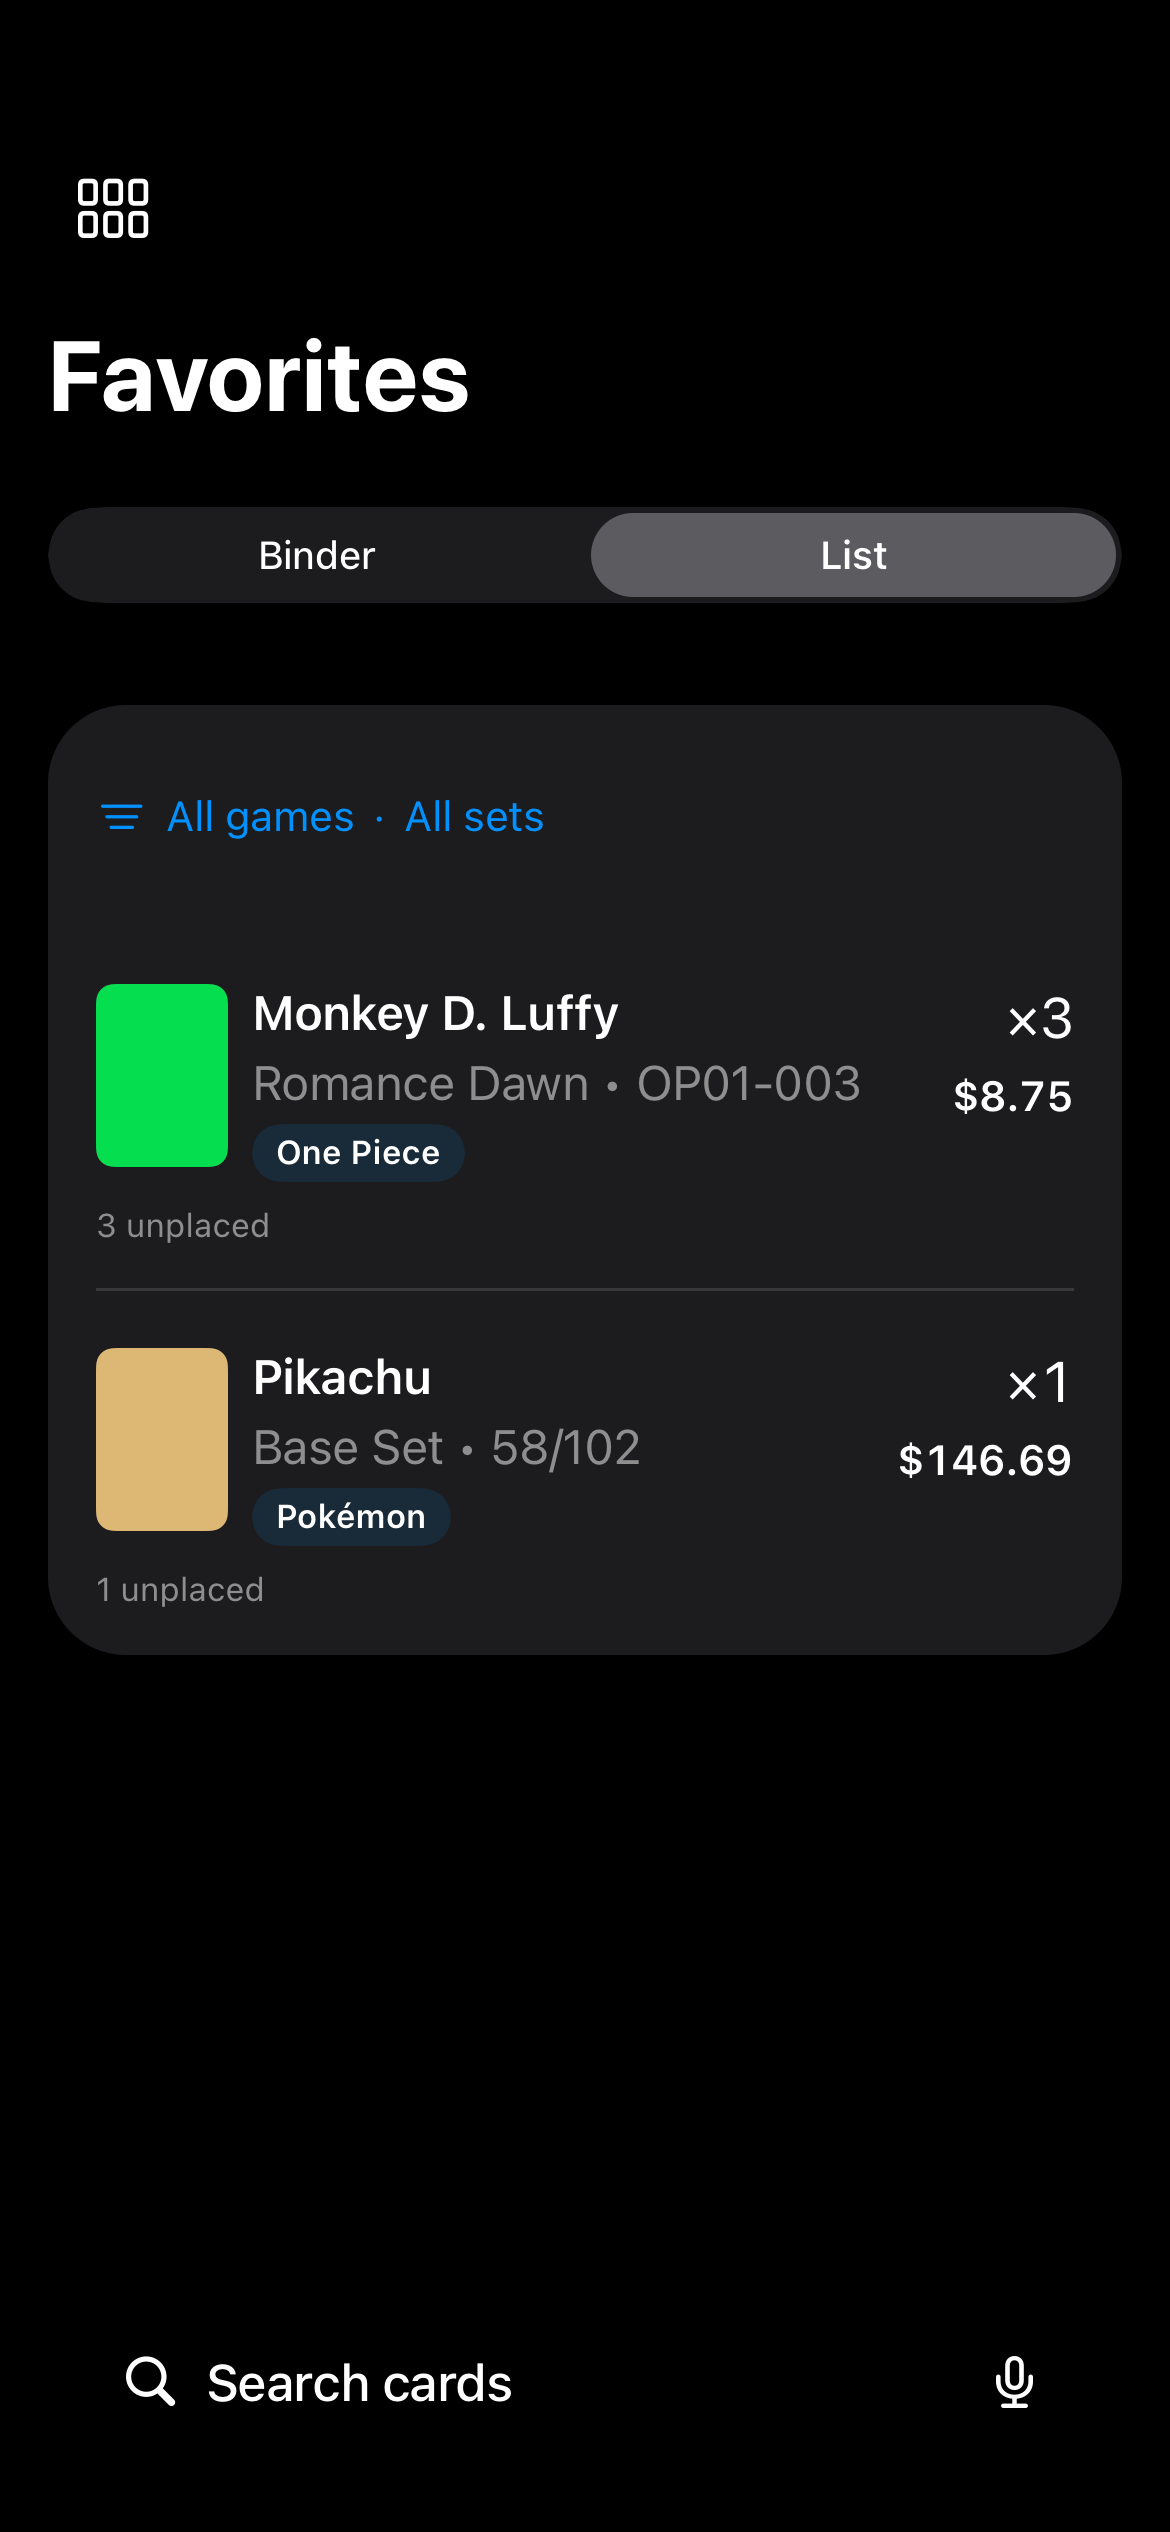 Favorites
Binder
List
All games · All sets
Monkey D. Luffy
×3
Romance Dawn • OP01-003
$8.75
One Piece
3 unplaced
Pikachu
×1
Base Set • 58/102
$146.69
Pokémon
1 unplaced
Search cards